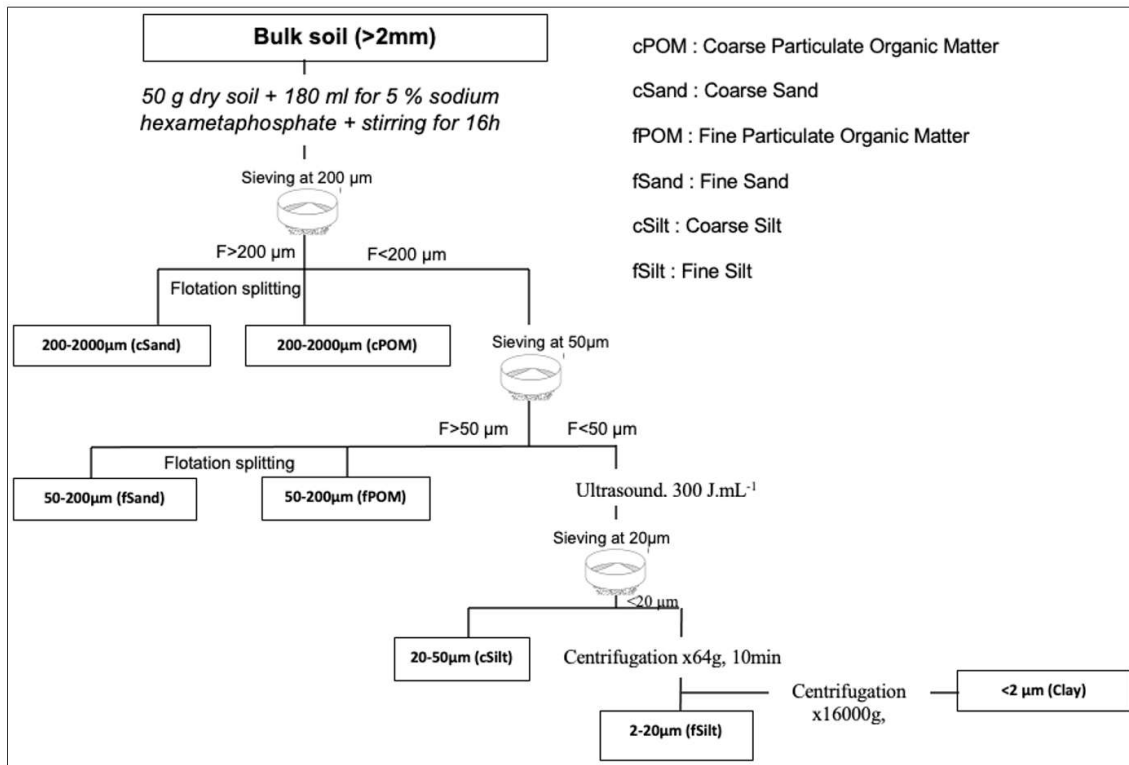 Bulk soil (>2mm)
50 g dry soil + 180 ml for 5 % sodium
hexametaphosphate + stirring for 16h
Sieving at 200 µm
F>200 µm
F<200 µm
Flotation splitting
200-2000µm (cSand)
200-2000µm (cPOM)
Sieving at 50µm
F>50 µm
F<50 µm
Flotation splitting
50-200µm (fSand)
50-200µm (fPOM)
Ultrasound. 300 J.mL-1
Sieving at 20µm
<20 µm
20-50µm (cSilt)
Centrifugation x64g, 10min
Centrifugation
x16000g,
<2 µm (Clay)
2-20µm (fSilt)
cPOM : Coarse Particulate Organic Matter
cSand : Coarse Sand
fPOM : Fine Particulate Organic Matter
fSand : Fine Sand
cSilt : Coarse Silt
fSilt : Fine Silt